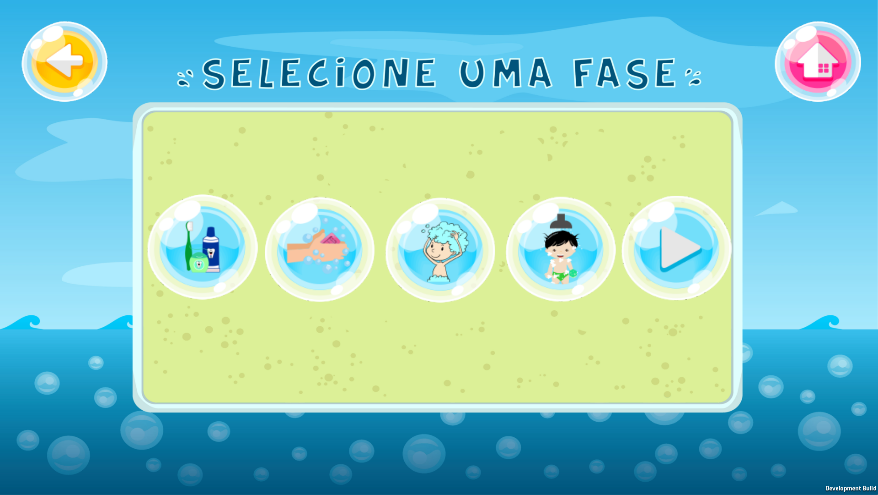 SELECIONE UMA FASE
Development Build